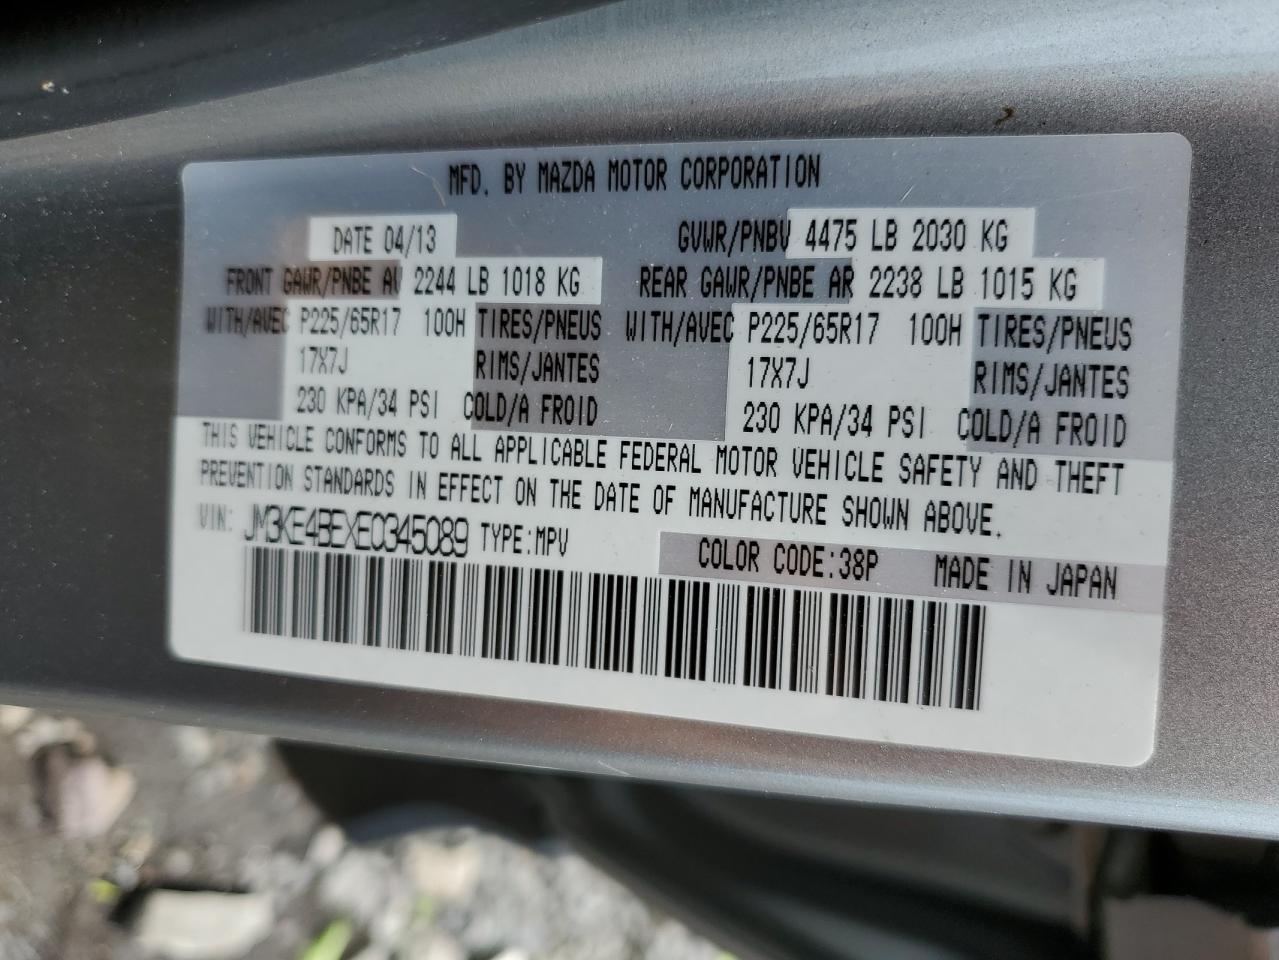 MFD. BY MAZDA MOTOR CORPORATION
DATE 04/13 GVWR/PNBV 4475 LB 2030 KG
FRONT GAWR/PNBE AV 2244 LB 1018 KG REAR GAWR/PNBE AR 2238 LB 1015 KG
WITH/AVEC P225/65R17 100H TIRES/PNEUS WITH/AVEC P225/65R17 100H TIRES/PNEUS
17X7J RIMS/JANTES 17X7J RIMS/JANTES
230 KPA/34 PSI COLD/A FROID 230 KPA/34 PSI COLD/A FROID
THIS VEHICLE CONFORMS TO ALL APPLICABLE FEDERAL MOTOR VEHICLE SAFETY AND THEFT
PREVENTION STANDARDS IN EFFECT ON THE DATE OF MANUFACTURE SHOWN ABOVE.
VIN: JM3KE4BEXE0345089 TYPE:MPV
COLOR CODE:38P MADE IN JAPAN